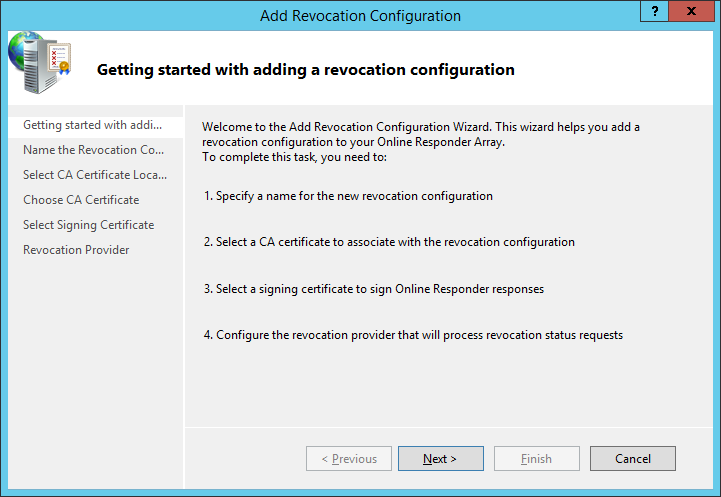 Add Revocation Configuration
?
x
Getting started with adding a revocation configuration
Getting started with addi...
Name the Revocation Co...
Select CA Certificate Loca...
Choose CA Certificate
Select Signing Certificate
Revocation Provider
Welcome to the Add Revocation Configuration Wizard. This wizard helps you add a
revocation configuration to your Online Responder Array.
To complete this task, you need to:
1. Specify a name for the new revocation configuration
2. Select a CA certificate to associate with the revocation configuration
3. Select a signing certificate to sign Online Responder responses
4. Configure the revocation provider that will process revocation status requests
< Previous
Next >
Finish
Cancel